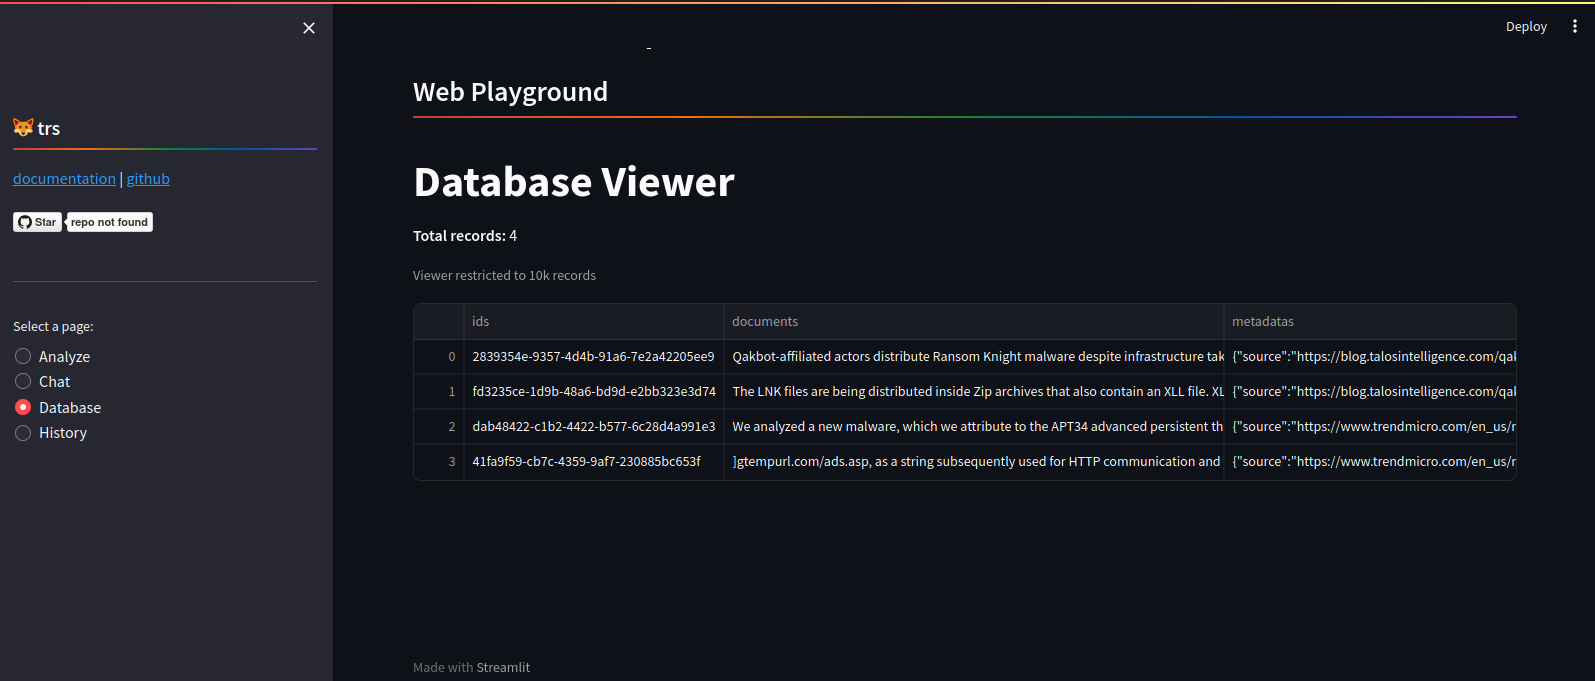 Deploy
trs
documentation | github
Star repo not found
Select a page:
Analyze
Chat
Database
History
Web Playground
Database Viewer
Total records: 4
Viewer restricted to 10k records
ids documents metadatas
0 2839354e-9357-4d4b-91a6-7e2a42205ee9 Qakbot-affiliated actors distribute Ransom Knight malware despite infrastructure tak {"source":"https://blog.talosintelligence.com/qak
1 fd3235ce-1d9b-48a6-bd9d-e2bb323e3d74 The LNK files are being distributed inside Zip archives that also contain an XLL file. XL {"source":"https://blog.talosintelligence.com/qak
2 dab48422-c1b2-4422-b577-6c28d4a991e3 We analyzed a new malware, which we attribute to the APT34 advanced persistent th {"source":"https://www.trendmicro.com/en_us/r
3 41fa9f59-cb7c-4359-9af7-230885bc653f ]gtempurl.com/ads.asp, as a string subsequently used for HTTP communication and {"source":"https://www.trendmicro.com/en_us/r
Made with Streamlit